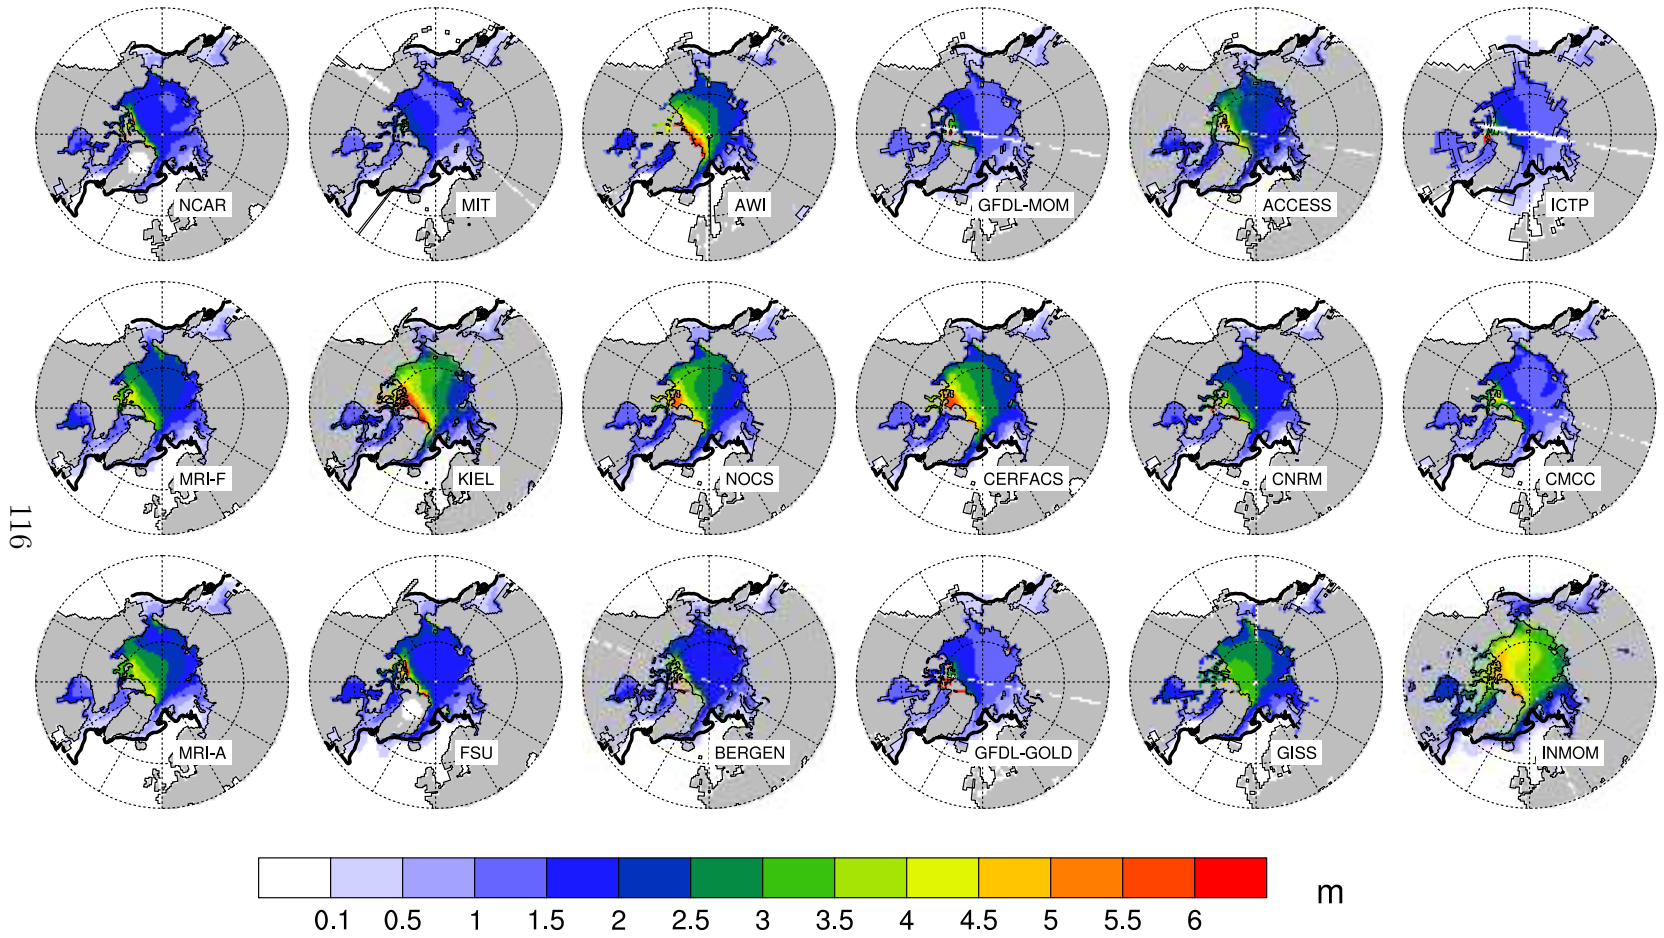 NCAR
MIT
AWI
GFDL-MOM
ACCESS
ICTP
MRI-F
KIEL
NOCS
CERFACS
CNRM
CMCC
116
MRI-A
FSU
BERGEN
GFDL-GOLD
GISS
INMOM
0.1 0.5 1 1.5 2 2.5 3 3.5 4 4.5 5 5.5 6
m